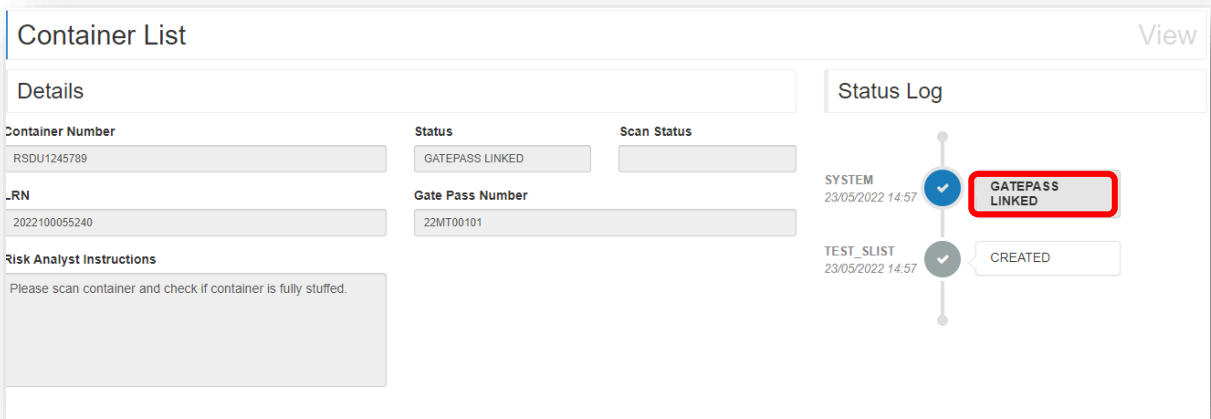 Container List
View
Details
Status Log
Container Number
Status
Scan Status
RSDU1245789
GATEPASS LINKED
LRN
Gate Pass Number
2022100055240
22MT00101
Risk Analyst Instructions
Please scan container and check if container is fully stuffed.
SYSTEM
23/05/2022 14:57
GATEPASS
LINKED
TEST_SLIST
23/05/2022 14:57
CREATED